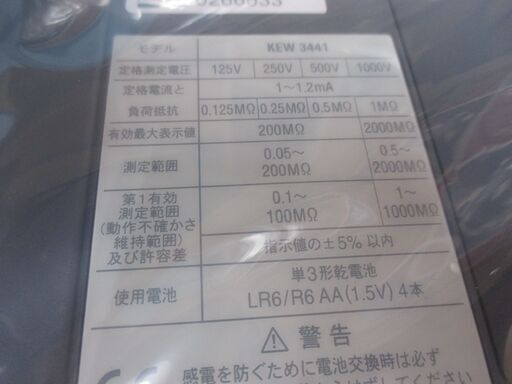 0266533
モデル KEW 3441
定格測定電圧 125V 250V 500V 1000V
定格電流と 1～1.2mA
負荷抵抗 0.125MΩ 0.25MΩ 0.5MΩ 1MΩ
有効最大表示値 200MΩ 2000MΩ
測定範囲 0.05～ 0.5～
200MΩ 2000MΩ
第1有効
測定範囲 0.1～ 1～
(動作不確かさ 100MΩ 1000MΩ
維持範囲)
及び許容差 指示値の±5% 以内
使用電池 単3形乾電池
LR6/R6 AA (1.5V) 4本
⚠ 警告
感電を防ぐために電池交換時は必ず
CE